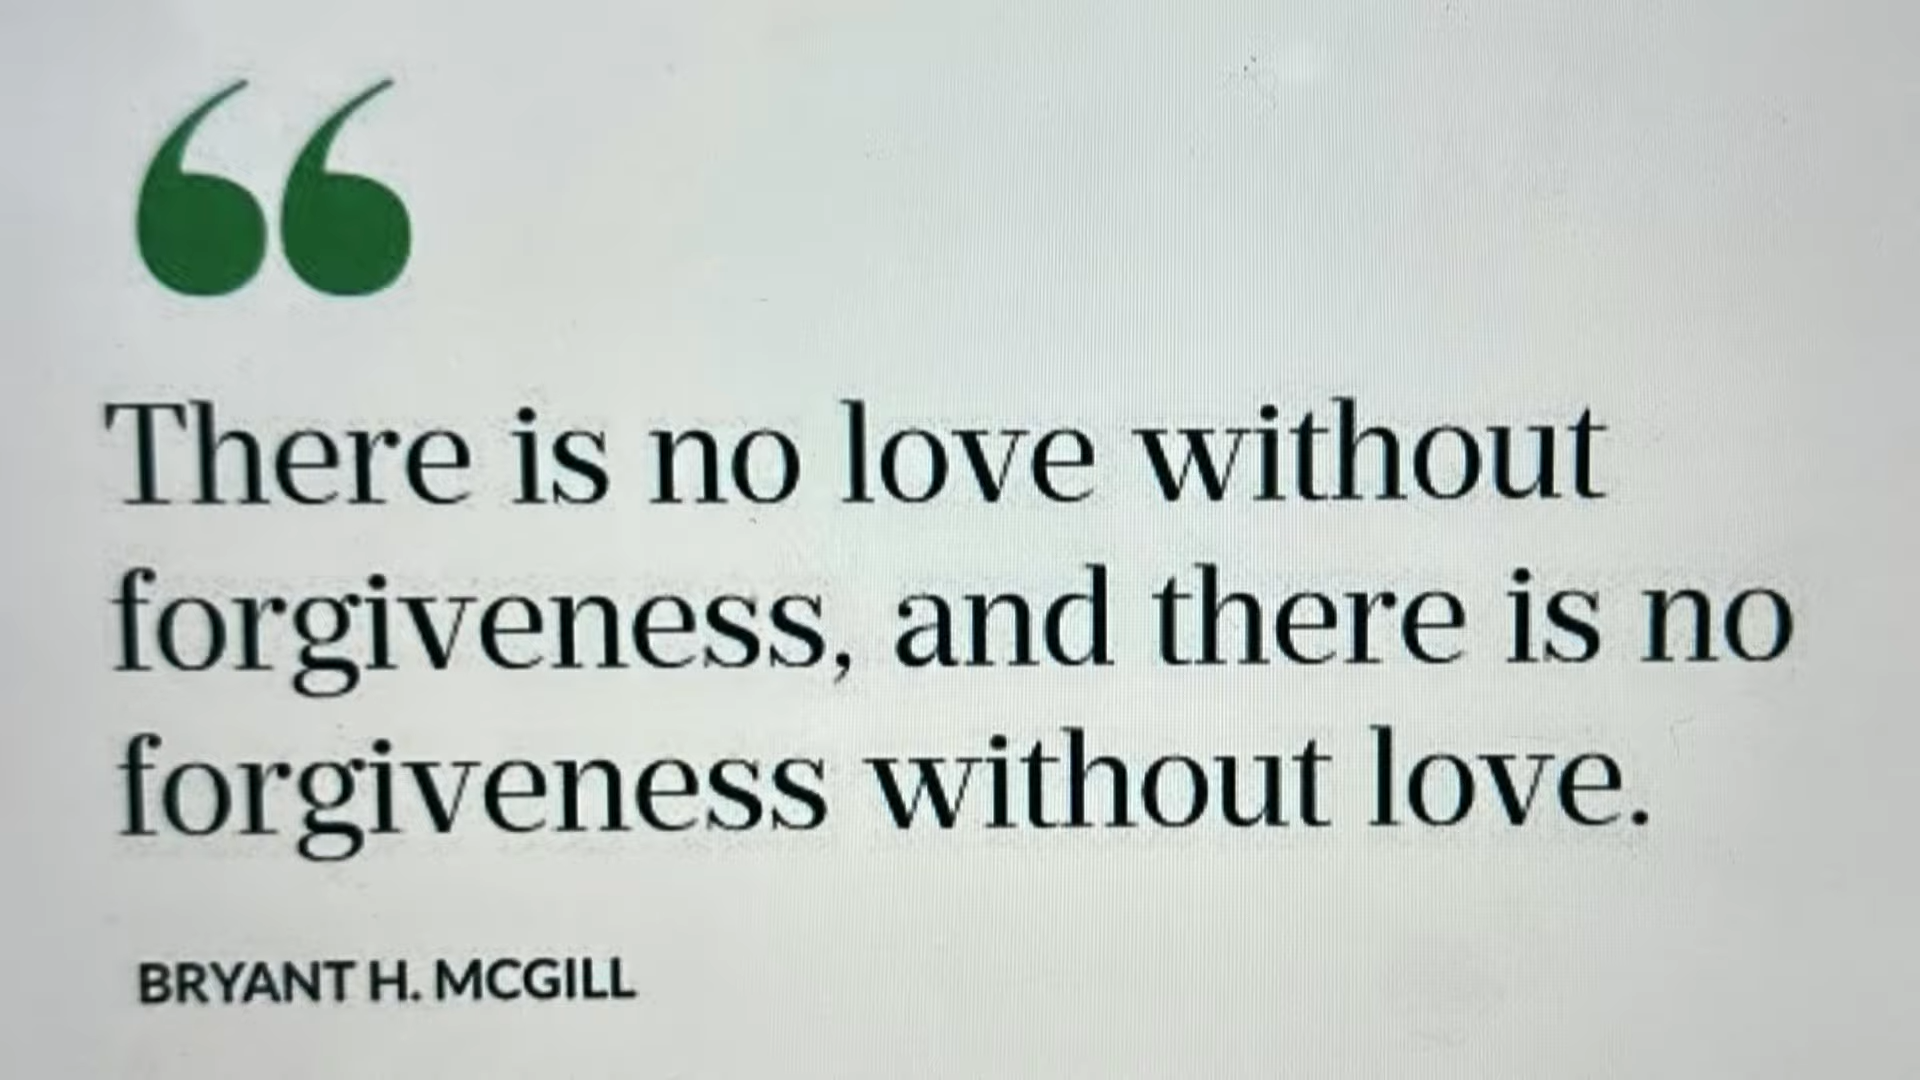 “
There is no love without
forgiveness, and there is no
forgiveness without love.
BRYANT H. MCGILL